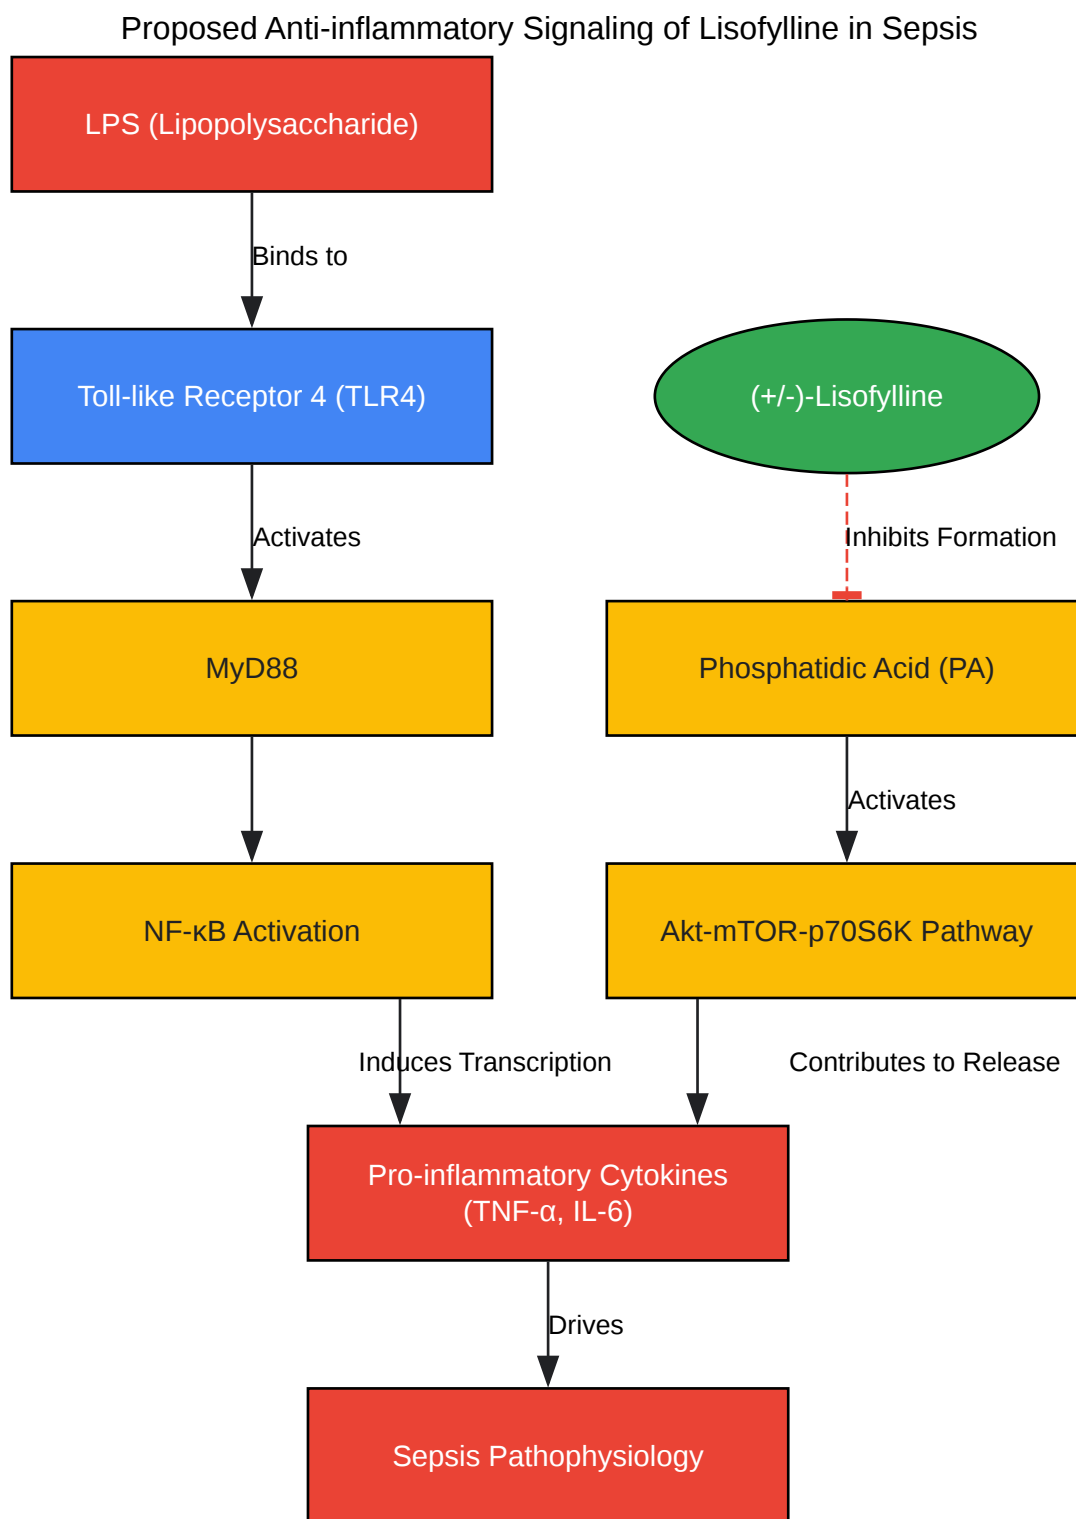 Proposed Anti-inflammatory Signaling of Lisofylline in Sepsis
LPS (Lipopolysaccharide)
Binds to
Toll-like Receptor 4 (TLR4)
(+/-)-Lisofylline
Activates
Inhibits Formation
MyD88
Phosphatidic Acid (PA)
Activates
NF-κB Activation
Akt-mTOR-p70S6K Pathway
Induces Transcription
Contributes to Release
Pro-inflammatory Cytokines
(TNF-α, IL-6)
Drives
Sepsis Pathophysiology